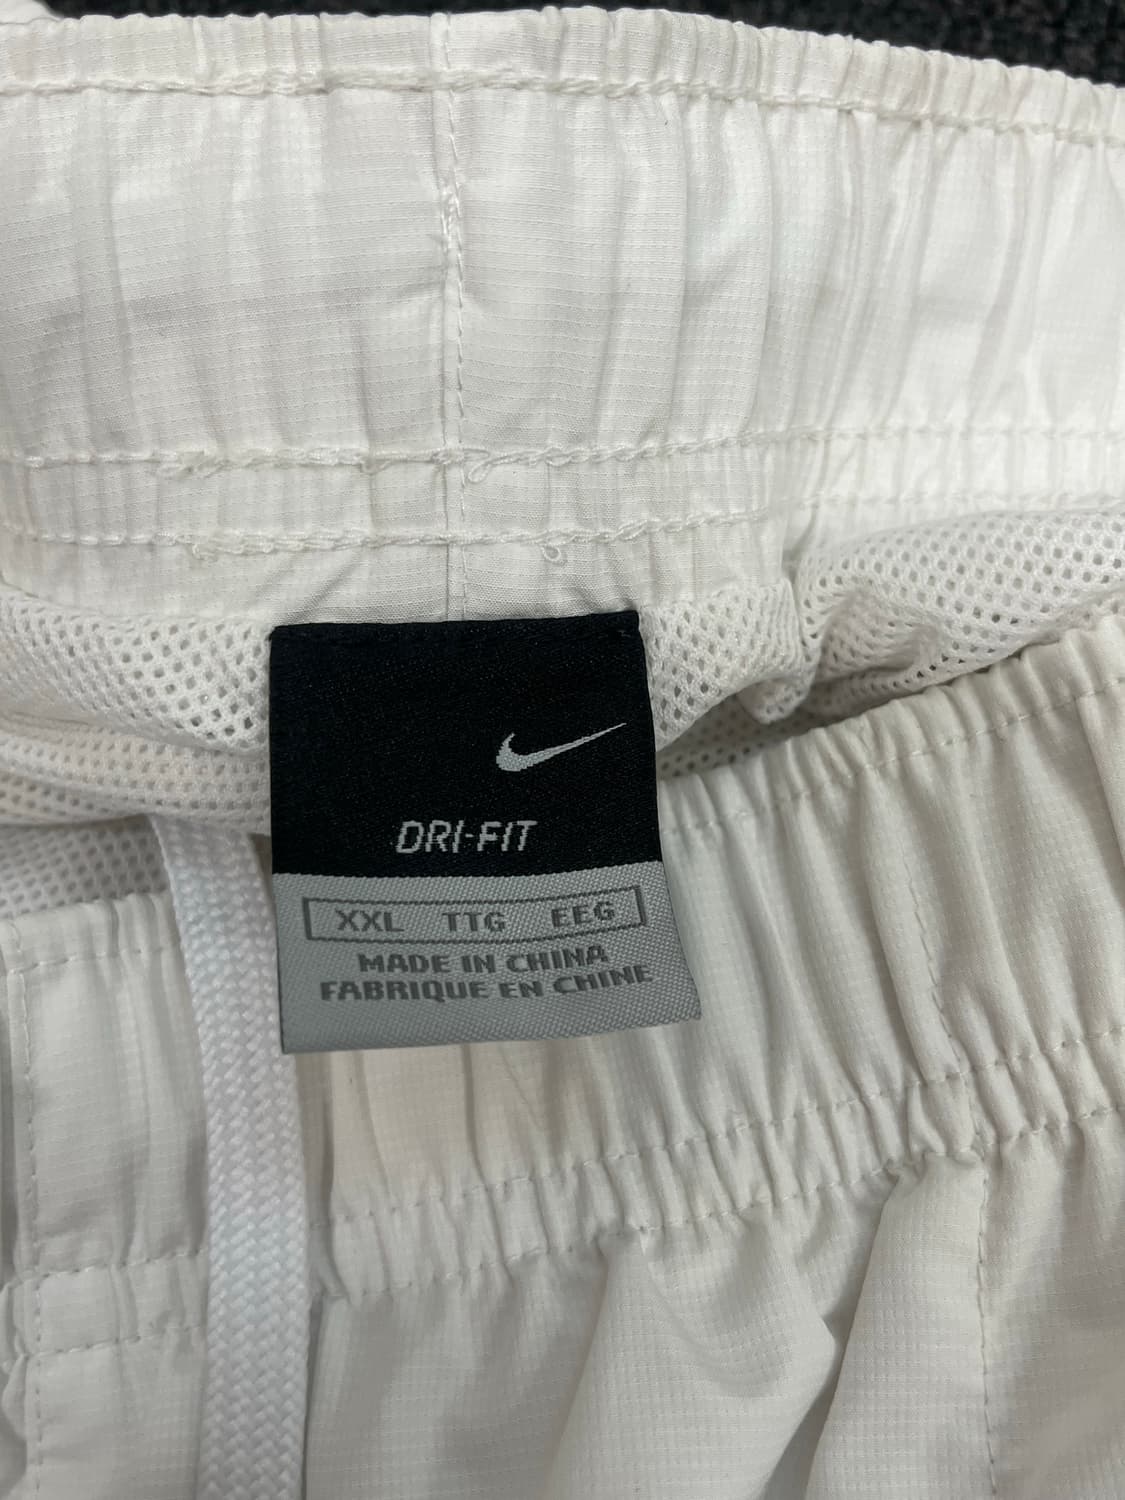 DRI-FIT
XXL TTG EEG
MADE IN CHINA
FABRIQUE EN CHINE